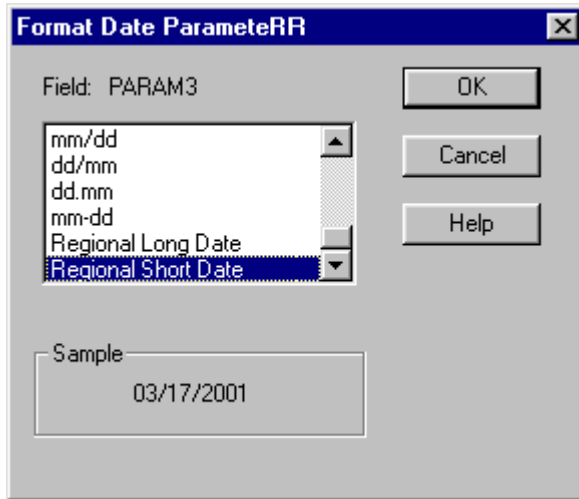 Format Date ParameteRR
Field: PARAM3
OK
mm/dd
dd/mm
dd.mm
mm-dd
Regional Long Date
Regional Short Date
Cancel
Help
Sample
03/17/2001